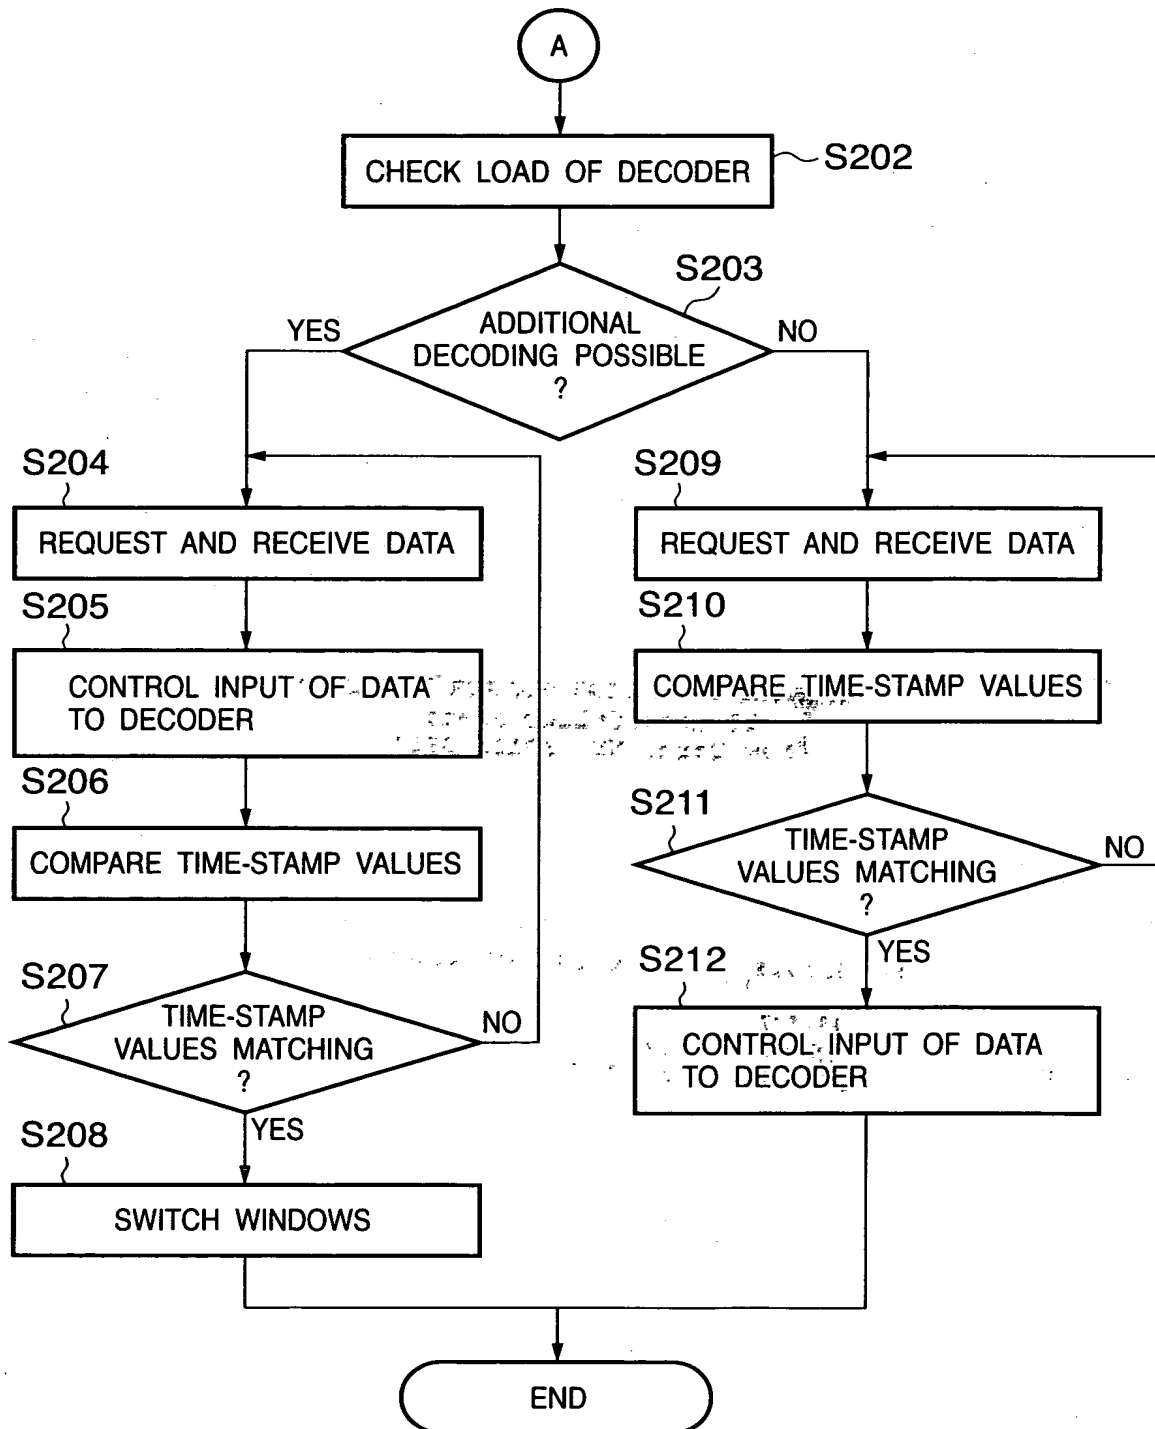 A
CHECK LOAD OF DECODER
S202
S203
ADDITIONAL
DECODING POSSIBLE
?
YES
NO
S204
REQUEST AND RECEIVE DATA
S205
CONTROL INPUT OF DATA
TO DECODER
S206
COMPARE TIME-STAMP VALUES
S207
TIME-STAMP
VALUES MATCHING
?
NO
YES
S208
SWITCH WINDOWS
S209
REQUEST AND RECEIVE DATA
S210
COMPARE TIME-STAMP VALUES
S211
TIME-STAMP
VALUES MATCHING
?
NO
YES
S212
CONTROL INPUT OF DATA
TO DECODER
END